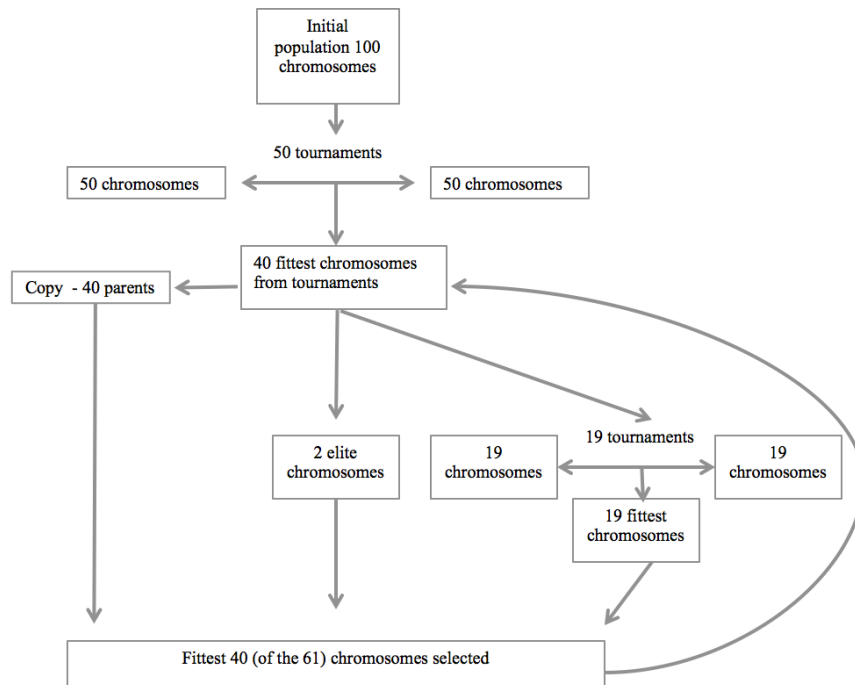 Initial
population 100
chromosomes
50 tournaments
50 chromosomes
50 chromosomes
40 fittest chromosomes
from tournaments
Copy - 40 parents
2 elite
chromosomes
19
chromosomes
19 tournaments
19
chromosomes
19 fittest
chromosomes
Fittest 40 (of the 61) chromosomes selected